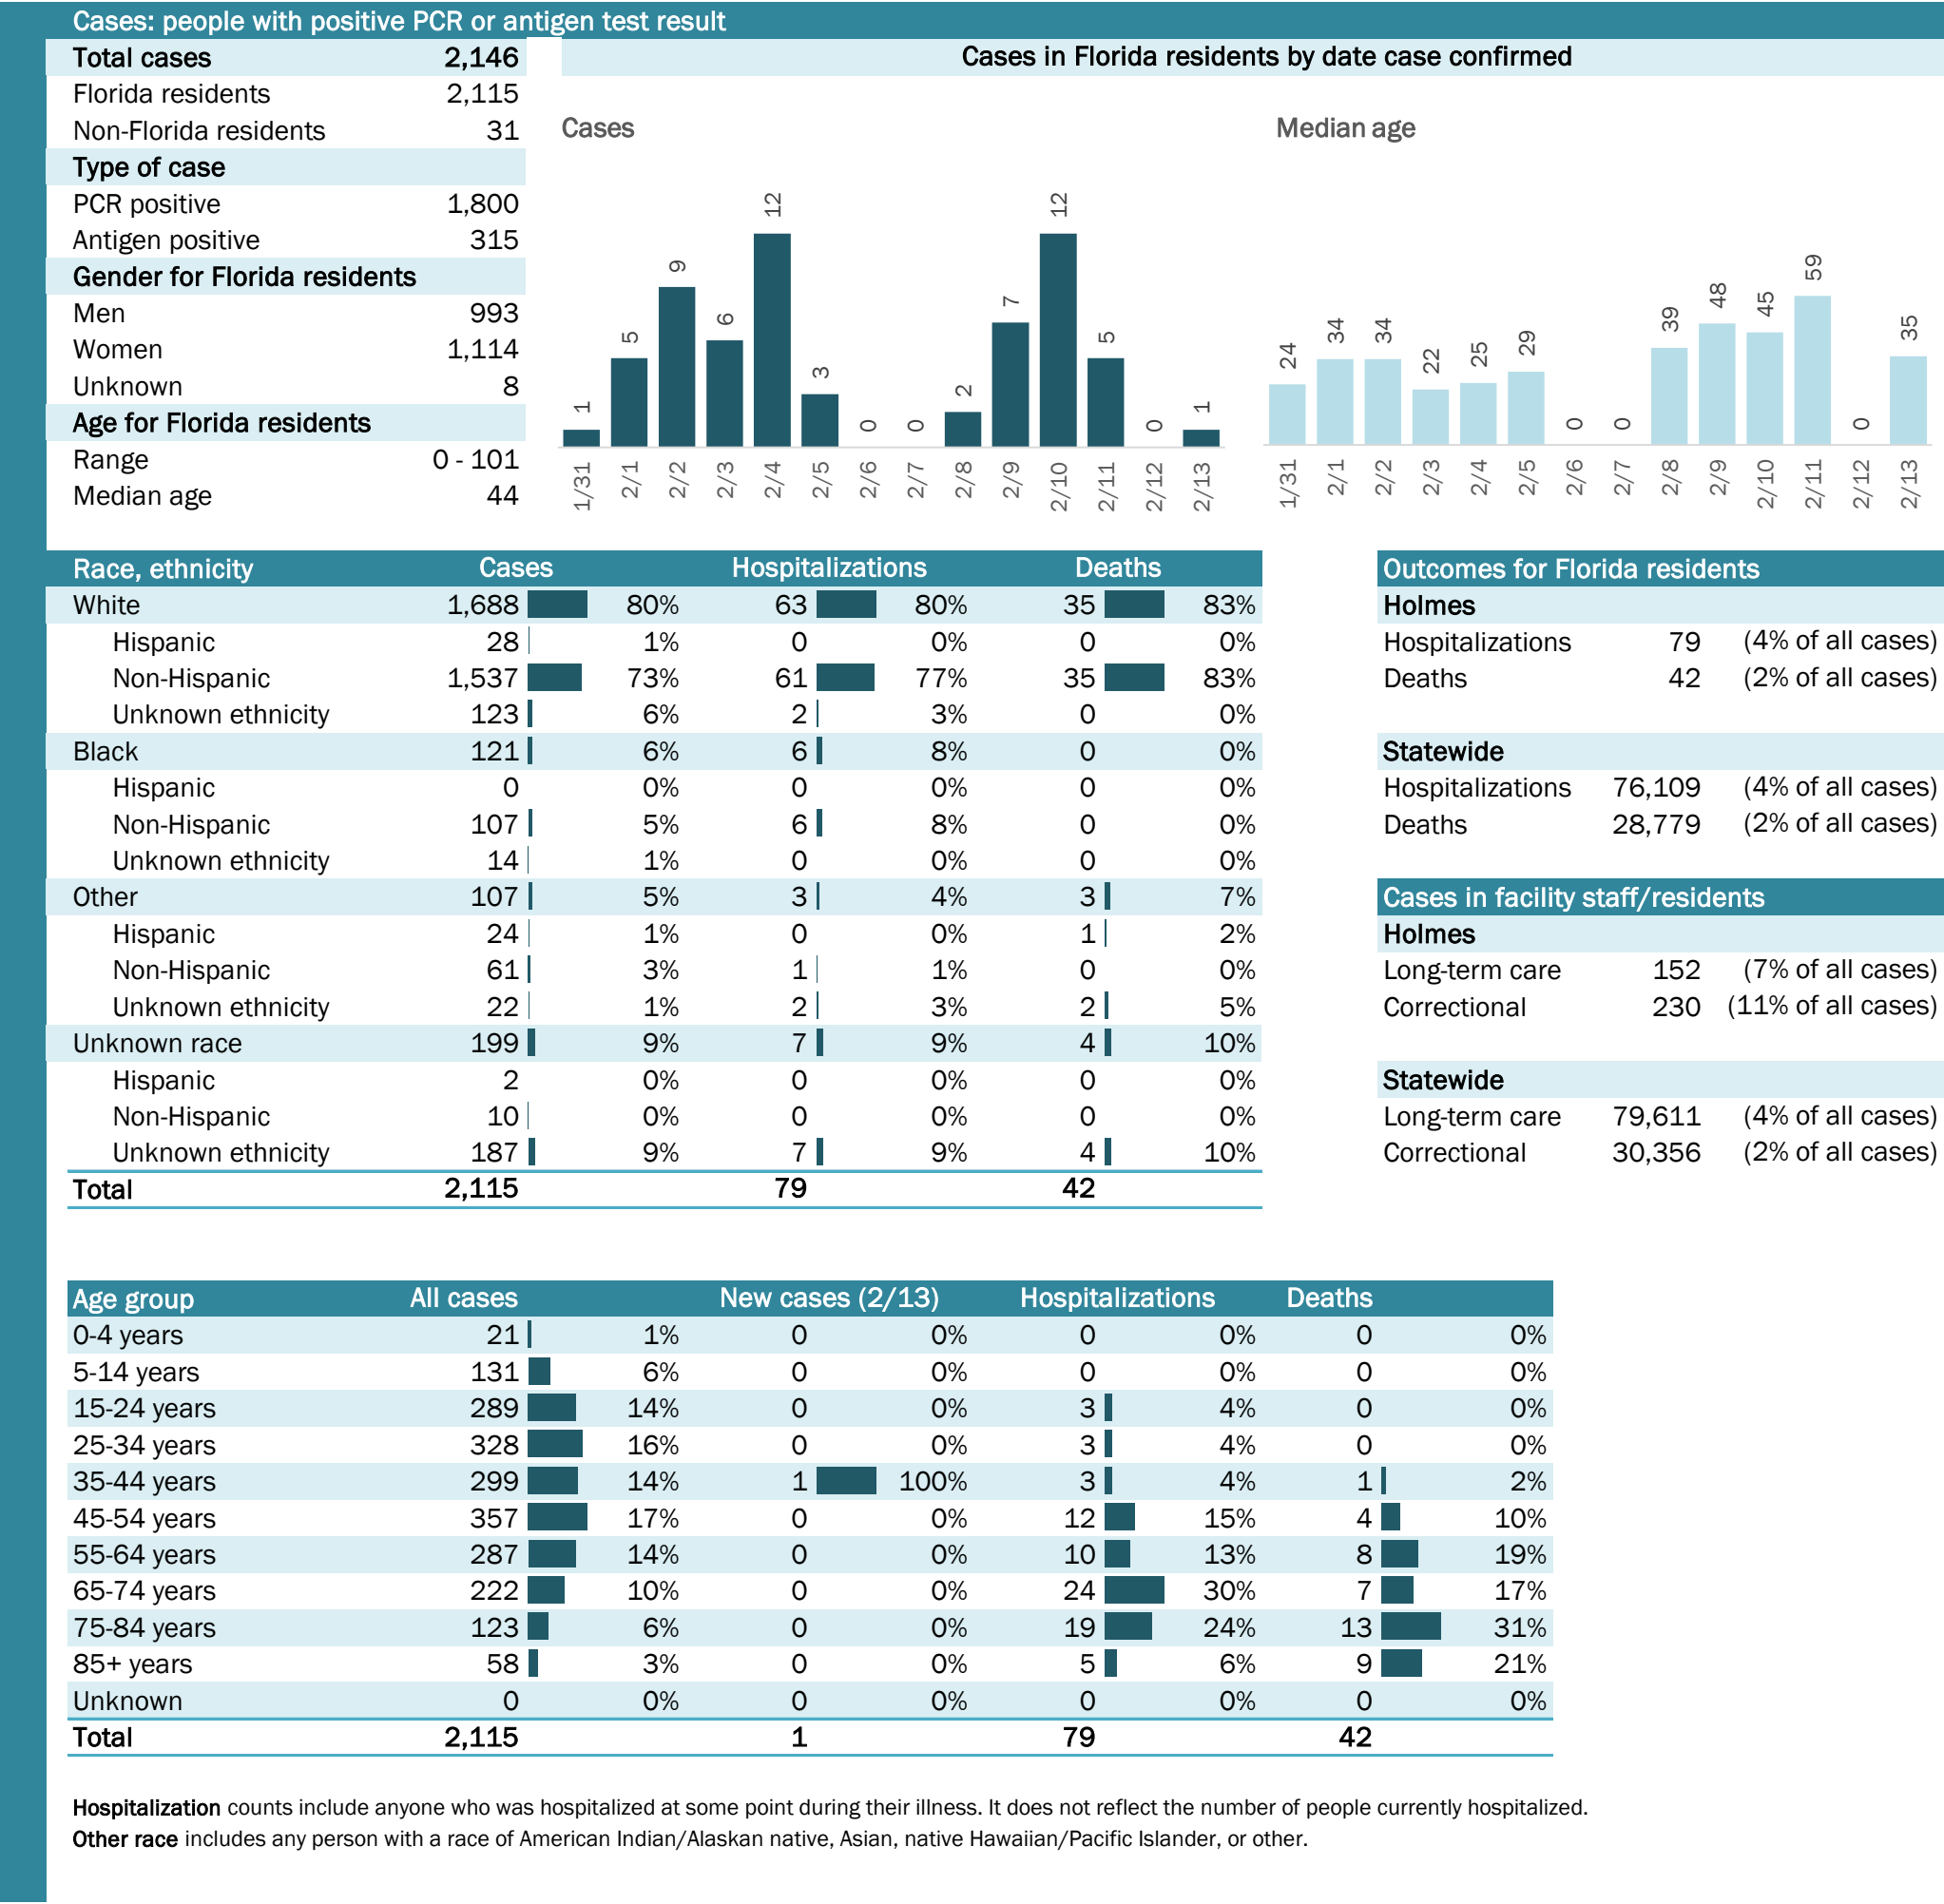 Cases: people with positive PCR or antigen test result
Total cases 2,146
Florida residents 2,115
Non-Florida residents 31
Type of case
PCR positive 1,800
Antigen positive 315
Gender for Florida residents
Men 993
Women 1,114
Unknown 8
Age for Florida residents
Range 0 - 101
Median age 44
Cases in Florida residents by date case confirmed
Cases
1 5 9 6 12 3 0 0 2 7 12 5 0 1
1/31 2/1 2/2 2/3 2/4 2/5 2/6 2/7 2/8 2/9 2/10 2/11 2/12 2/13
Median age
24 34 34 22 25 29 0 0 39 48 45 59 0 35
1/31 2/1 2/2 2/3 2/4 2/5 2/6 2/7 2/8 2/9 2/10 2/11 2/12 2/13
Race, ethnicity Cases Hospitalizations Deaths
White 1,688 80% 63 80% 35 83%
Hispanic 28 1% 0 0% 0 0%
Non-Hispanic 1,537 73% 61 77% 35 83%
Unknown ethnicity 123 6% 2 3% 0 0%
Black 121 6% 6 8% 0 0%
Hispanic 0 0% 0 0% 0 0%
Non-Hispanic 107 5% 6 8% 0 0%
Unknown ethnicity 14 1% 0 0% 0 0%
Other 107 5% 3 4% 3 7%
Hispanic 24 1% 0 0% 1 2%
Non-Hispanic 61 3% 1 1% 0 0%
Unknown ethnicity 22 1% 2 3% 2 5%
Unknown race 199 9% 7 9% 4 10%
Hispanic 2 0% 0 0% 0 0%
Non-Hispanic 10 0% 0 0% 0 0%
Unknown ethnicity 187 9% 7 9% 4 10%
Total 2,115 79 42
Outcomes for Florida residents
Holmes
Hospitalizations 79 (4% of all cases)
Deaths 42 (2% of all cases)
Statewide
Hospitalizations 76,109 (4% of all cases)
Deaths 28,779 (2% of all cases)
Cases in facility staff/residents
Holmes
Long-term care 152 (7% of all cases)
Correctional 230 (11% of all cases)
Statewide
Long-term care 79,611 (4% of all cases)
Correctional 30,356 (2% of all cases)
Age group All cases New cases (2/13) Hospitalizations Deaths
0-4 years 21 1% 0 0% 0 0% 0 0%
5-14 years 131 6% 0 0% 0 0% 0 0%
15-24 years 289 14% 0 0% 3 4% 0 0%
25-34 years 328 16% 0 0% 3 4% 0 0%
35-44 years 299 14% 1 100% 3 4% 1 2%
45-54 years 357 17% 0 0% 12 15% 4 10%
55-64 years 287 14% 0 0% 10 13% 8 19%
65-74 years 222 10% 0 0% 24 30% 7 17%
75-84 years 123 6% 0 0% 19 24% 13 31%
85+ years 58 3% 0 0% 5 6% 9 21%
Unknown 0 0% 0 0% 0 0% 0 0%
Total 2,115 1 79 42
Hospitalization counts include anyone who was hospitalized at some point during their illness. It does not reflect the number of people currently hospitalized.
Other race includes any person with a race of American Indian/Alaskan native, Asian, native Hawaiian/Pacific Islander, or other.